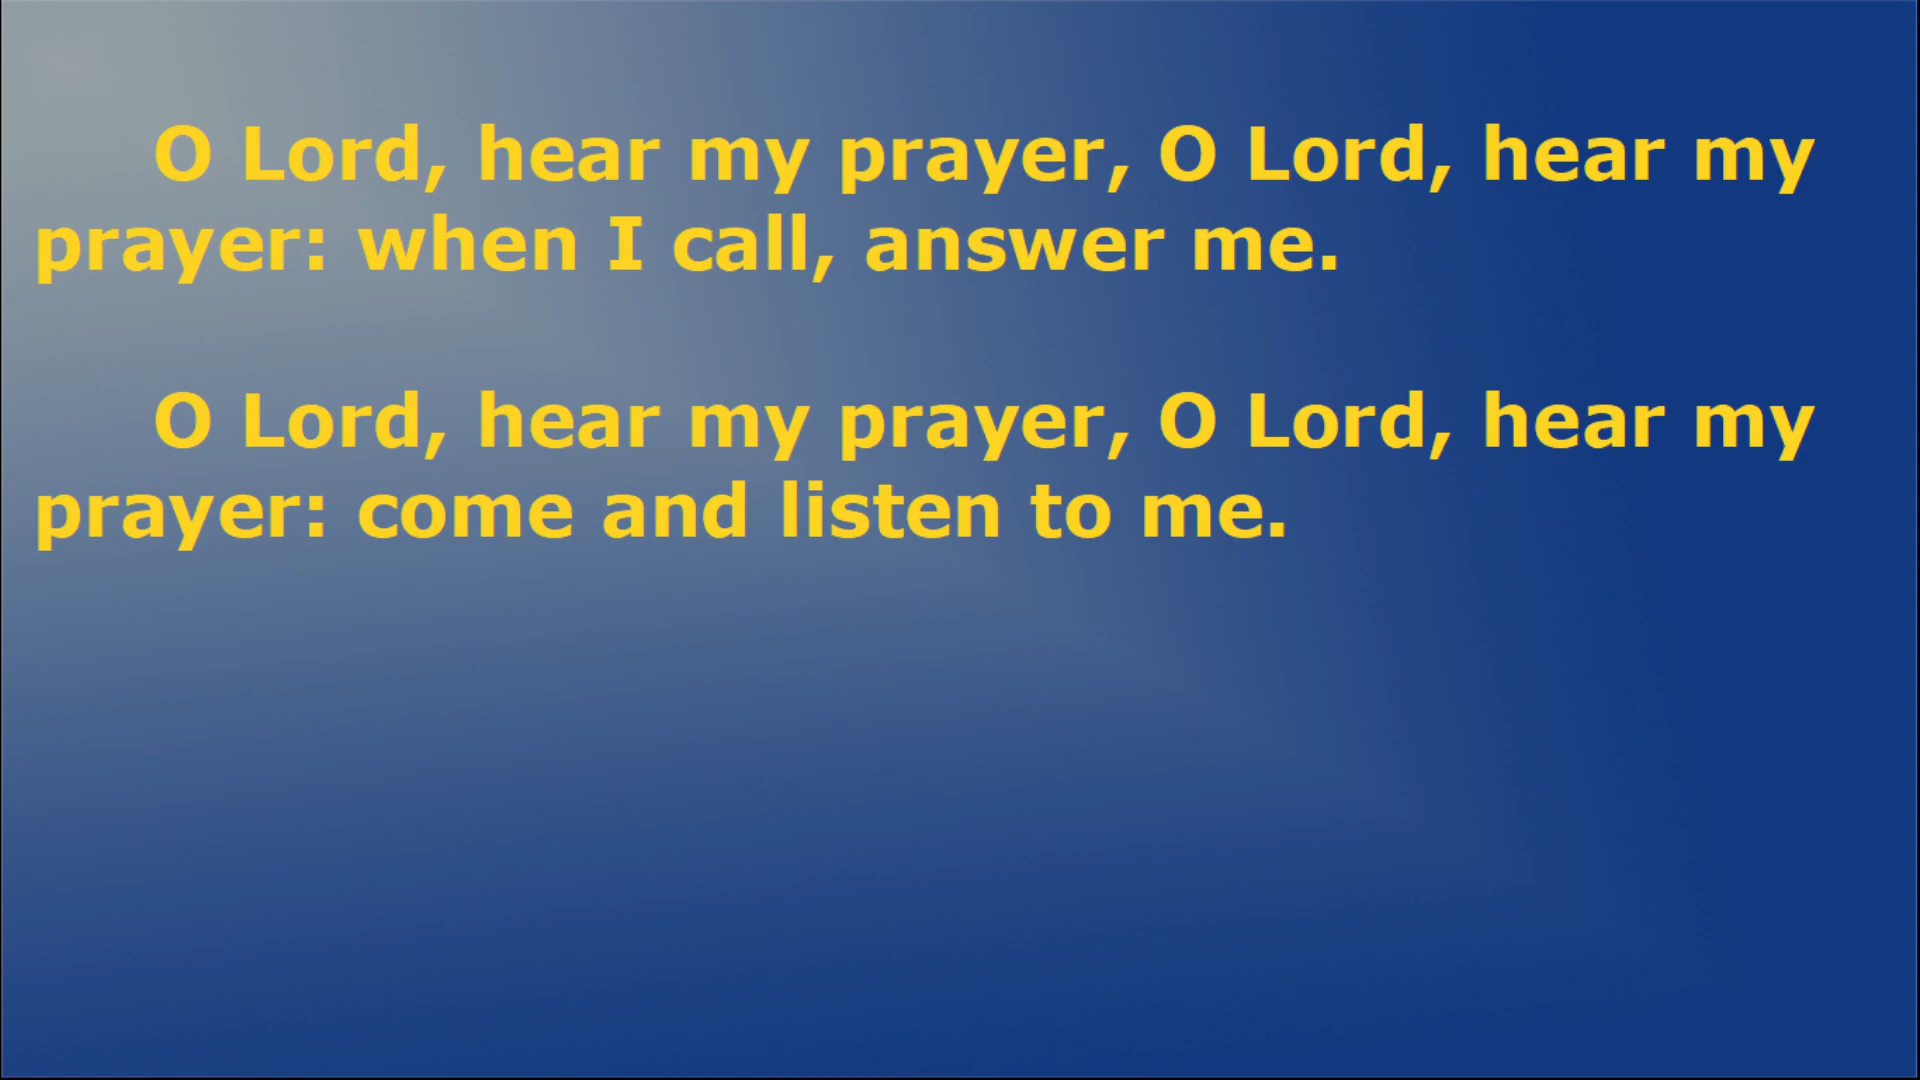 O Lord, hear my prayer, O Lord, hear my
prayer: when I call, answer me.
O Lord, hear my prayer, O Lord, hear my
prayer: come and listen to me.